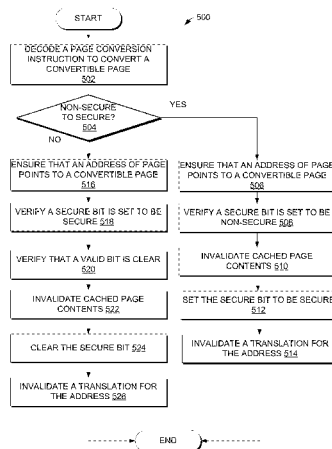 START
500
DECODE A PAGE CONVERSION
INSTRUCTION TO CONVERT A
CONVERTIBLE PAGE
502
NON-SECURE
TO SECURE?
504
YES
NO
ENSURE THAT AN ADDRESS OF PAGE
POINTS TO A CONVERTIBLE PAGE
516
VERIFY A SECURE BIT IS SET TO BE
SECURE 518
VERIFY THAT A VALID BIT IS CLEAR
520
INVALIDATE CACHED PAGE
CONTENTS 522
CLEAR THE SECURE BIT 524
INVALIDATE A TRANSLATION FOR
THE ADDRESS 526
ENSURE THAT AN ADDRESS OF PAGE
POINTS TO A CONVERTIBLE PAGE
506
VERIFY A SECURE BIT IS SET TO BE
NON-SECURE 508
INVALIDATE CACHED PAGE
CONTENTS 510
SET THE SECURE BIT TO BE SECURE
512
INVALIDATE A TRANSLATION FOR
THE ADDRESS 514
END